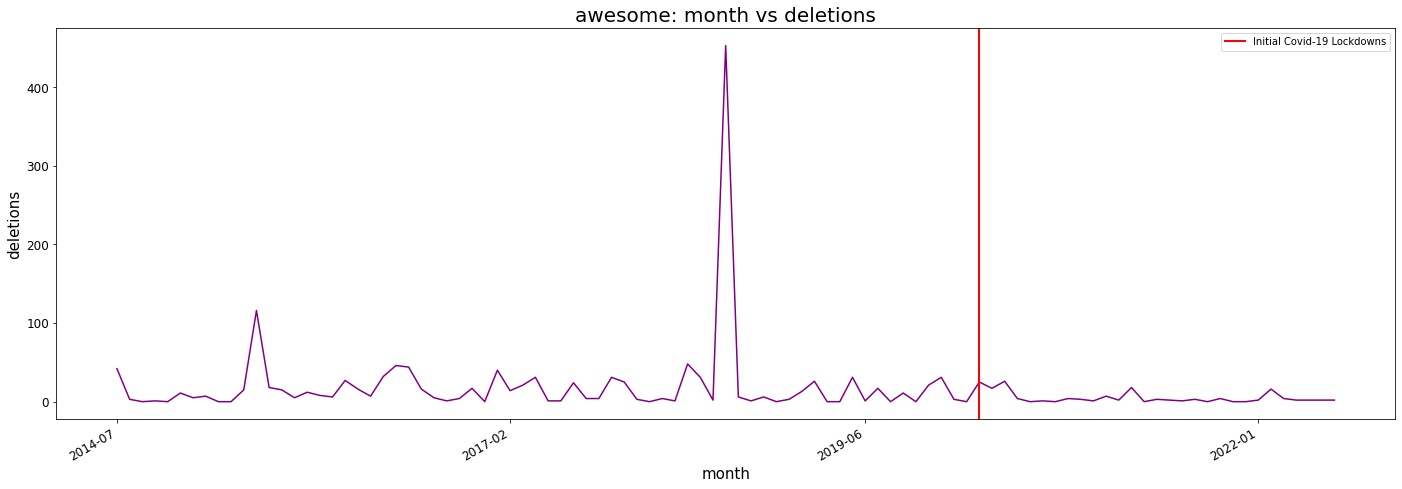 awesome: month vs deletions
Initial Covid-19 Lockdowns
400
300
200
100
0
deletions
2014-07
2017-02
2019-06
2022-01
month